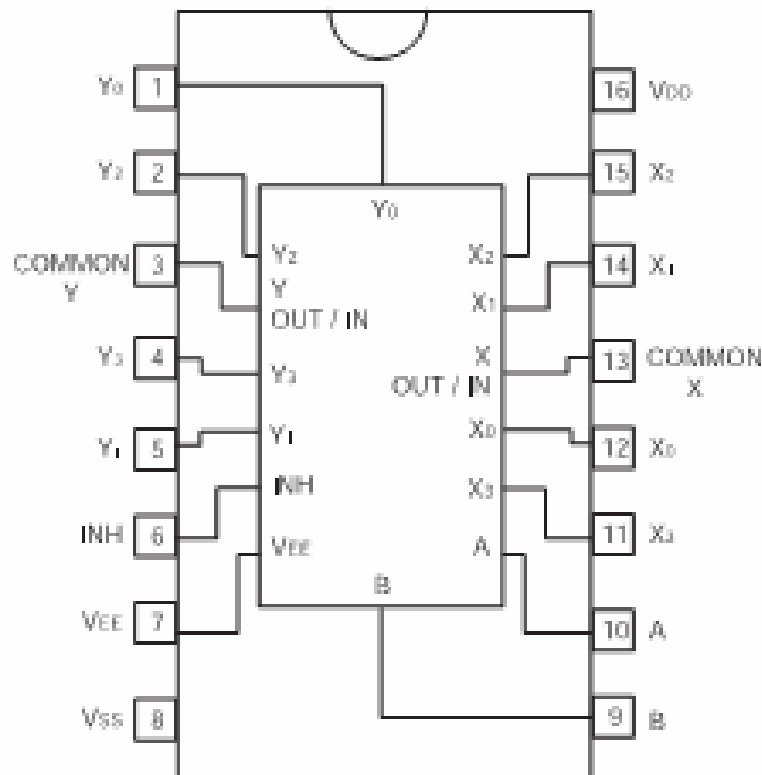 Y0 1
Y2 2
COMMON Y 3
Y3 4
Y1 5
INH 6
VEE 7
VSS 8
16 VDD
15 X2
14 X1
13 COMMON X
12 X0
11 X3
10 A
9 B
Y0
Y2
Y
OUT / IN
Y3
Y1
INH
VEE
B
X2
X1
X
OUT / IN
X0
X3
A